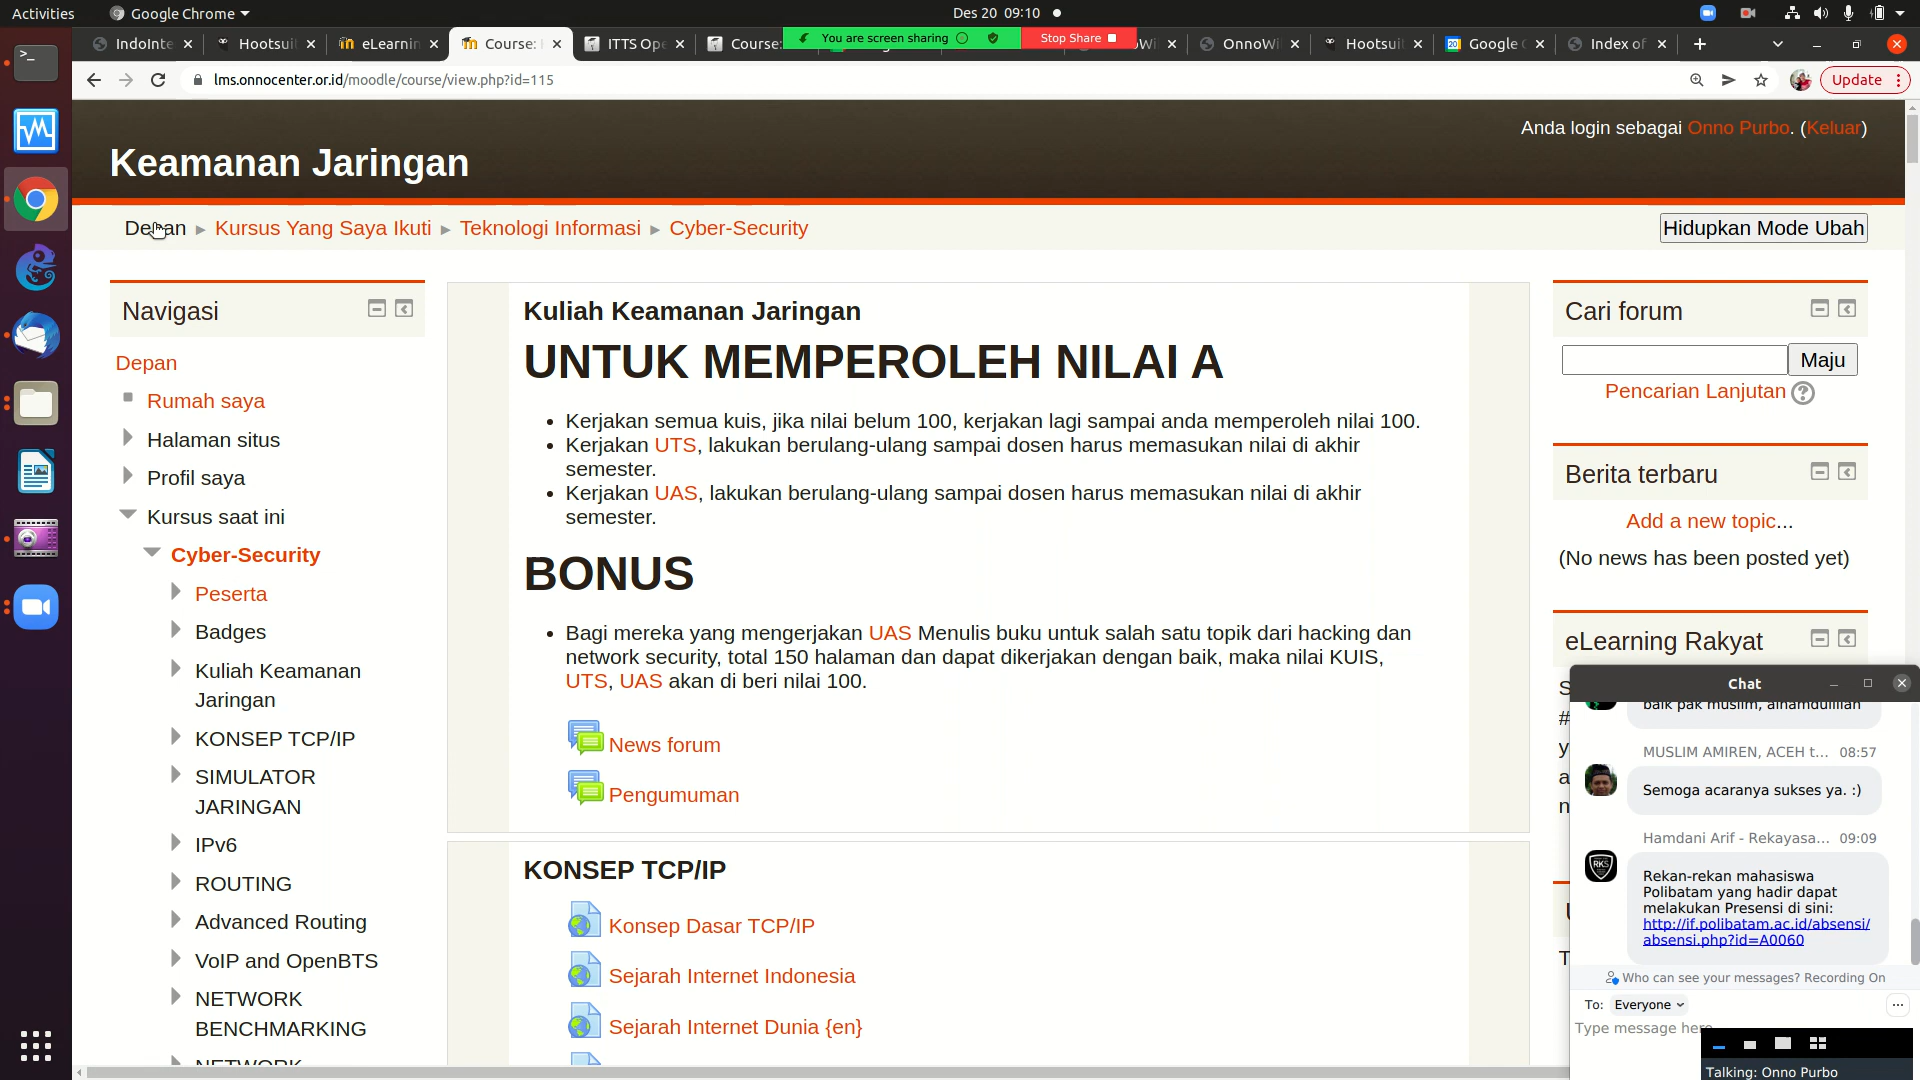 Activities
Google Chrome
Des 20 09:10
IndoInte
Hootsui
eLearnin
Course:
ITTS Ope
Course:
You are screen sharing
Stop Share
OnnoWi
Hootsuit
20
Google
Index of
lms.onnocenter.or.id/moodle/course/view.php?id=115
Update
Anda login sebagai Onno Purbo. (Keluar)
Keamanan Jaringan
Depan
Kursus Yang Saya Ikuti
Teknologi Informasi
Cyber-Security
Hidupkan Mode Ubah
Navigasi
Depan
Rumah saya
Halaman situs
Profil saya
Kursus saat ini
Cyber-Security
Peserta
Badges
Kuliah Keamanan
Jaringan
KONSEP TCP/IP
SIMULATOR
JARINGAN
IPv6
ROUTING
Advanced Routing
VoIP and OpenBTS
NETWORK
BENCHMARKING
NETWORK
Kuliah Keamanan Jaringan
UNTUK MEMPEROLEH NILAI A
Kerjakan semua kuis, jika nilai belum 100, kerjakan lagi sampai anda memperoleh nilai 100.
Kerjakan UTS, lakukan berulang-ulang sampai dosen harus memasukan nilai di akhir
semester.
Kerjakan UAS, lakukan berulang-ulang sampai dosen harus memasukan nilai di akhir
semester.
BONUS
Bagi mereka yang mengerjakan UAS Menulis buku untuk salah satu topik dari hacking dan
network security, total 150 halaman dan dapat dikerjakan dengan baik, maka nilai KUIS,
UTS, UAS akan di beri nilai 100.
News forum
Pengumuman
KONSEP TCP/IP
Konsep Dasar TCP/IP
Sejarah Internet Indonesia
Sejarah Internet Dunia {en}
Cari forum
Maju
Pencarian Lanjutan
Berita terbaru
Add a new topic...
(No news has been posted yet)
eLearning Rakyat
Chat
baik pak muslim, alhamdulillah
MUSLIM AMIREN, ACEH t... 08:57
Semoga acaranya sukses ya. :)
Hamdani Arif - Rekayasa... 09:09
RKS
Rekan-rekan mahasiswa
Polibatam yang hadir dapat
melakukan Presensi di sini:
http://if.polibatam.ac.id/absensi/
absensi.php?id=A0060
Who can see your messages? Recording On
To: Everyone
Type message here
Talking: Onno Purbo